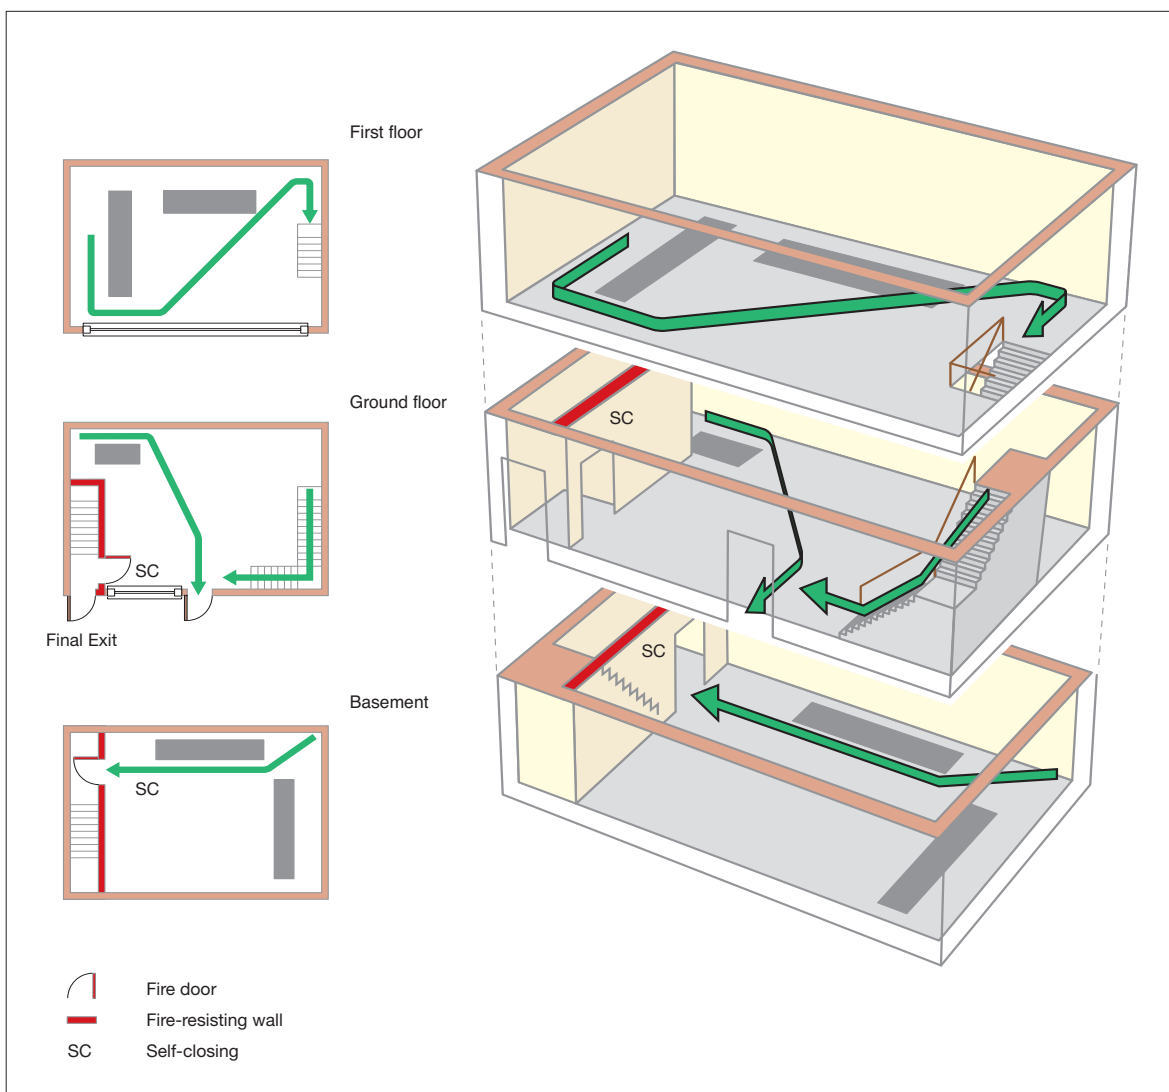 First floor
SC
Ground floor
SC
Final Exit
SC
Basement
SC
Fire door
Fire-resisting wall
SC Self-closing